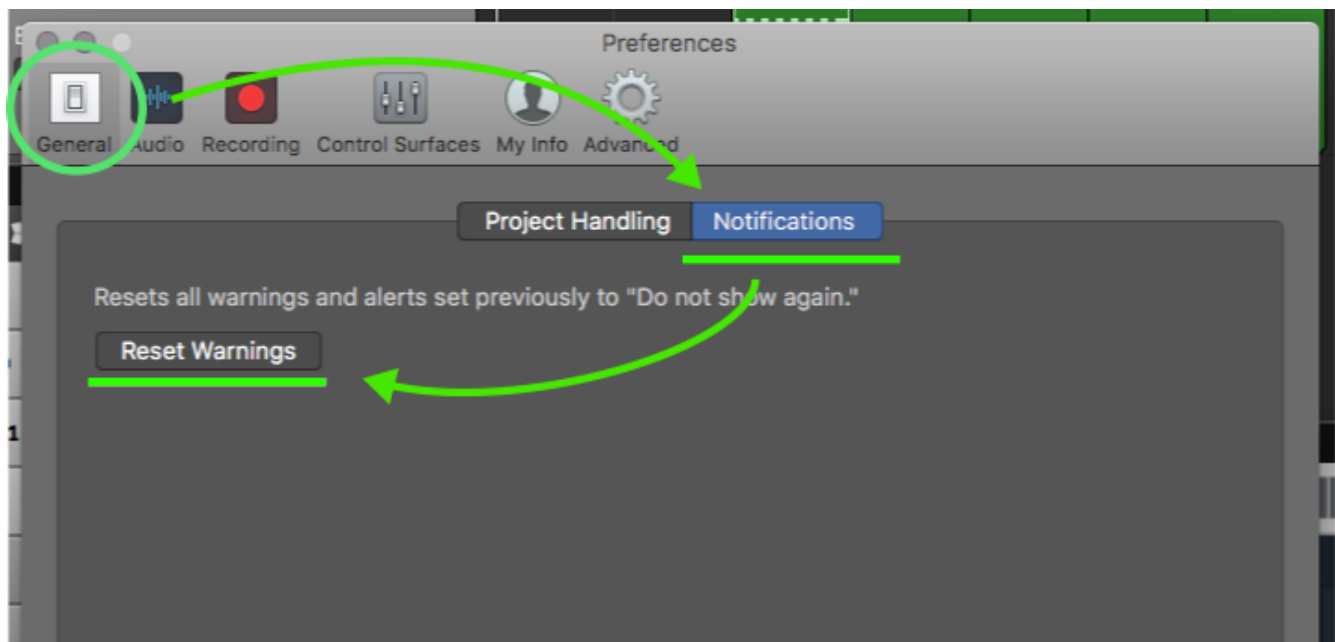 Preferences
General Audio Recording Control Surfaces My Info Advanced
Project Handling Notifications
Resets all warnings and alerts set previously to "Do not show again."
Reset Warnings
1